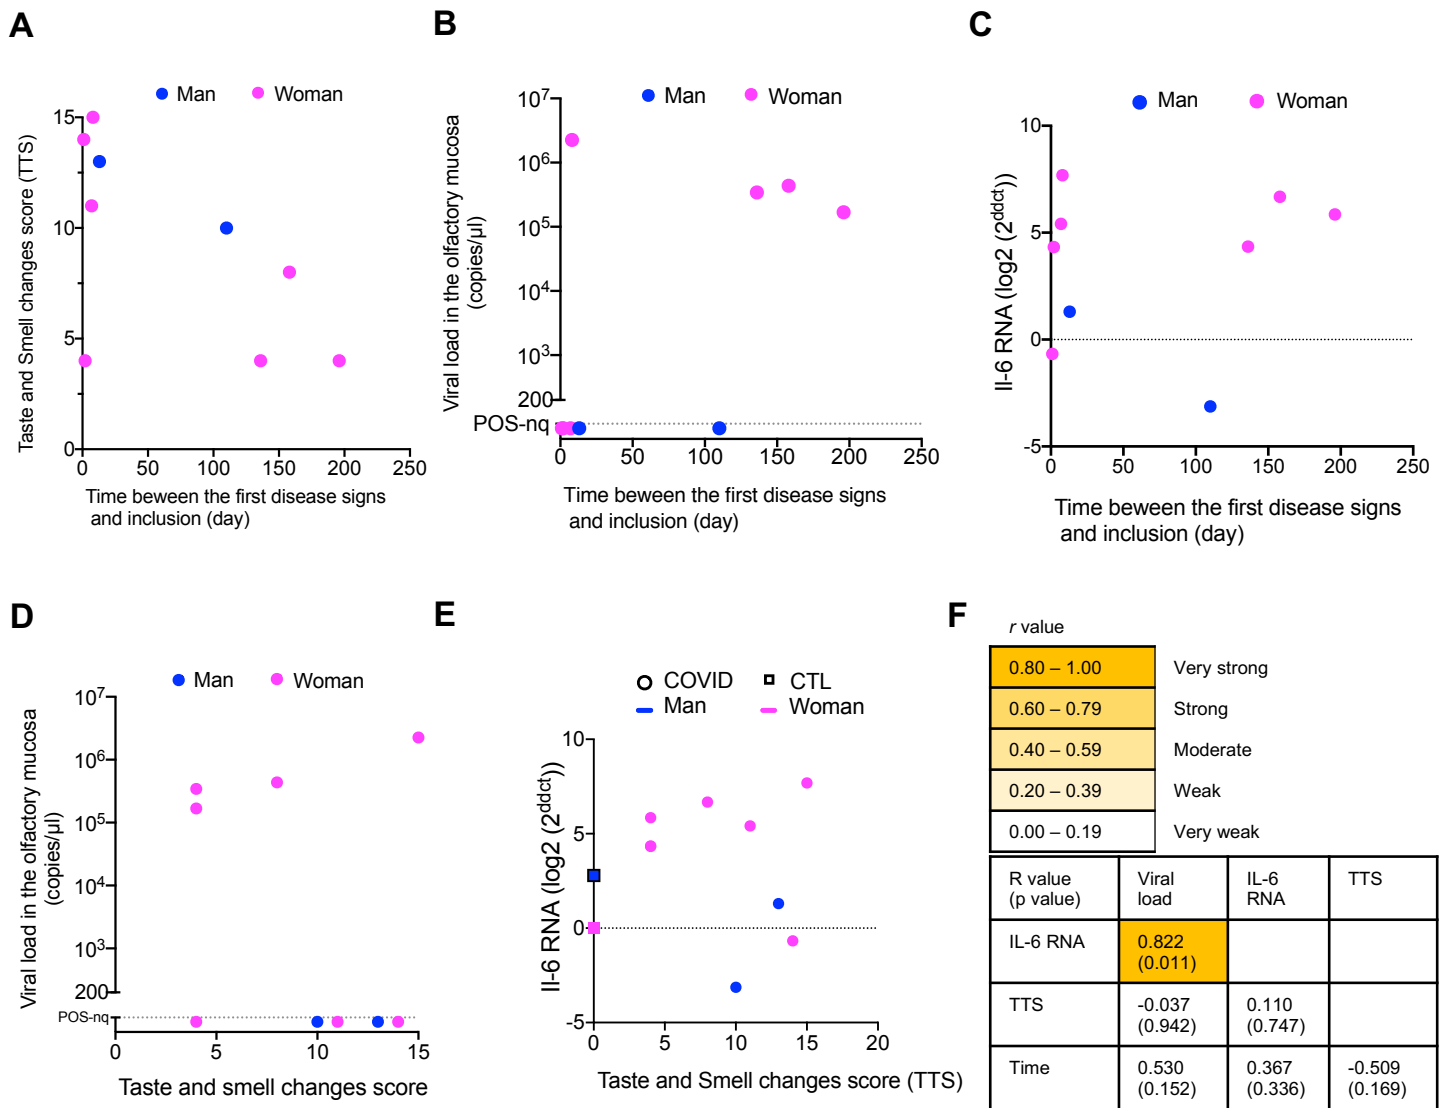 A
Man Woman
Taste and Smell changes score (TTS)
15
10
5
0
0 50 100 150 200 250
Time beween the first disease signs
and inclusion (day)
B
Man Woman
Viral load in the olfactory mucosa
(copies/µl)
10⁷
10⁶
10⁵
10⁴
10³
200
POS-nq
0 50 100 150 200 250
Time beween the first disease signs
and inclusion (day)
C
Man Woman
Il-6 RNA (log2 (2^ddct))
10
5
0
-5
0 50 100 150 200 250
Time beween the first disease signs
and inclusion (day)
D
Man Woman
Viral load in the olfactory mucosa
(copies/µl)
10⁷
10⁶
10⁵
10⁴
10³
200
POS-nq
0 5 10 15
Taste and smell changes score
E
COVID CTL
Man Woman
Il-6 RNA (log2 (2^ddct))
10
5
0
-5
0 5 10 15 20
Taste and Smell changes score (TTS)
F
r value
0.80 – 1.00 Very strong
0.60 – 0.79 Strong
0.40 – 0.59 Moderate
0.20 – 0.39 Weak
0.00 – 0.19 Very weak
R value Viral IL-6 TTS
(p value) load RNA
IL-6 RNA 0.822
(0.011)
TTS -0.037 0.110
(0.942) (0.747)
Time 0.530 0.367 -0.509
(0.152) (0.336) (0.169)